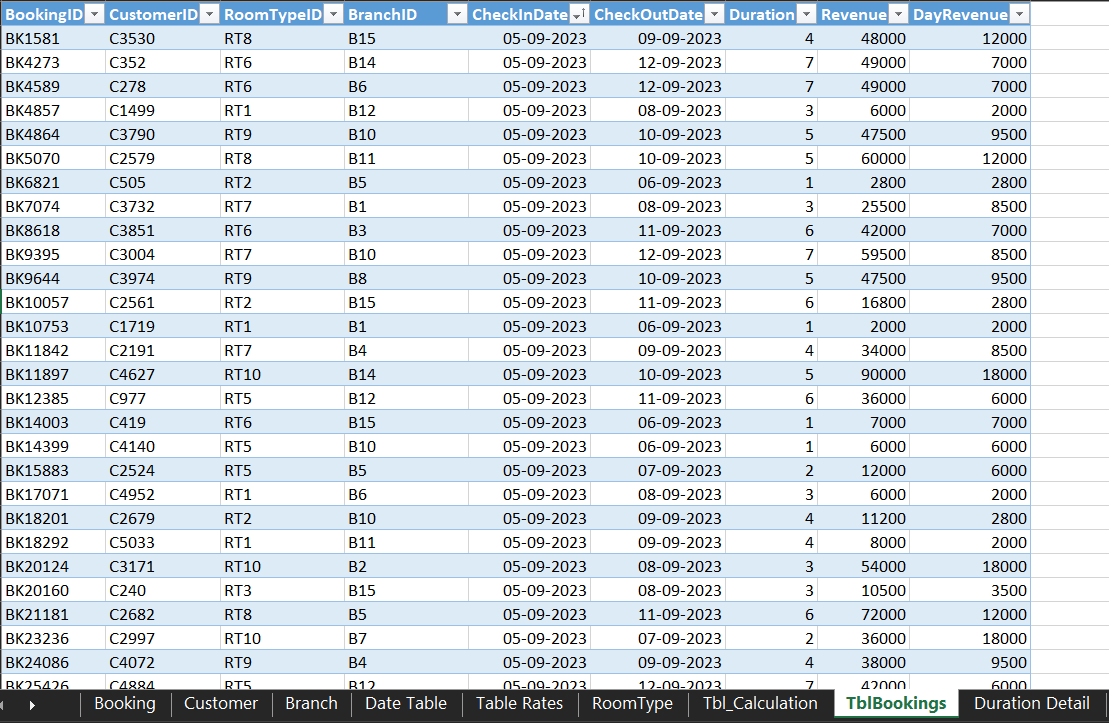 BookingID CustomerID RoomTypeID BranchID CheckInDate CheckOutDate Duration Revenue DayRevenue
BK1581 C3530 RT8 B15 05-09-2023 09-09-2023 4 48000 12000
BK4273 C352 RT6 B14 05-09-2023 12-09-2023 7 49000 7000
BK4589 C278 RT6 B6 05-09-2023 12-09-2023 7 49000 7000
BK4857 C1499 RT1 B12 05-09-2023 08-09-2023 3 6000 2000
BK4864 C3790 RT9 B10 05-09-2023 10-09-2023 5 47500 9500
BK5070 C2579 RT8 B11 05-09-2023 10-09-2023 5 60000 12000
BK6821 C505 RT2 B5 05-09-2023 06-09-2023 1 2800 2800
BK7074 C3732 RT7 B1 05-09-2023 08-09-2023 3 25500 8500
BK8618 C3851 RT6 B3 05-09-2023 11-09-2023 6 42000 7000
BK9395 C3004 RT7 B10 05-09-2023 12-09-2023 7 59500 8500
BK9644 C3974 RT9 B8 05-09-2023 10-09-2023 5 47500 9500
BK10057 C2561 RT2 B15 05-09-2023 11-09-2023 6 16800 2800
BK10753 C1719 RT1 B1 05-09-2023 06-09-2023 1 2000 2000
BK11842 C2191 RT7 B4 05-09-2023 09-09-2023 4 34000 8500
BK11897 C4627 RT10 B14 05-09-2023 10-09-2023 5 90000 18000
BK12385 C977 RT5 B12 05-09-2023 11-09-2023 6 36000 6000
BK14003 C419 RT6 B15 05-09-2023 06-09-2023 1 7000 7000
BK14399 C4140 RT5 B10 05-09-2023 06-09-2023 1 6000 6000
BK15883 C2524 RT5 B5 05-09-2023 07-09-2023 2 12000 6000
BK17071 C4952 RT1 B6 05-09-2023 08-09-2023 3 6000 2000
BK18201 C2679 RT2 B10 05-09-2023 09-09-2023 4 11200 2800
BK18292 C5033 RT1 B11 05-09-2023 09-09-2023 4 8000 2000
BK20124 C3171 RT10 B2 05-09-2023 08-09-2023 3 54000 18000
BK20160 C240 RT3 B15 05-09-2023 08-09-2023 3 10500 3500
BK21181 C2682 RT8 B5 05-09-2023 11-09-2023 6 72000 12000
BK23236 C2997 RT10 B7 05-09-2023 07-09-2023 2 36000 18000
BK24086 C4072 RT9 B4 05-09-2023 09-09-2023 4 38000 9500
BK25426 C4884 RT5 B12 05-09-2023 12-09-2023 7 42000 6000
Booking Customer Branch Date Table Table Rates RoomType Tbl_Calculation TblBookings Duration Detail